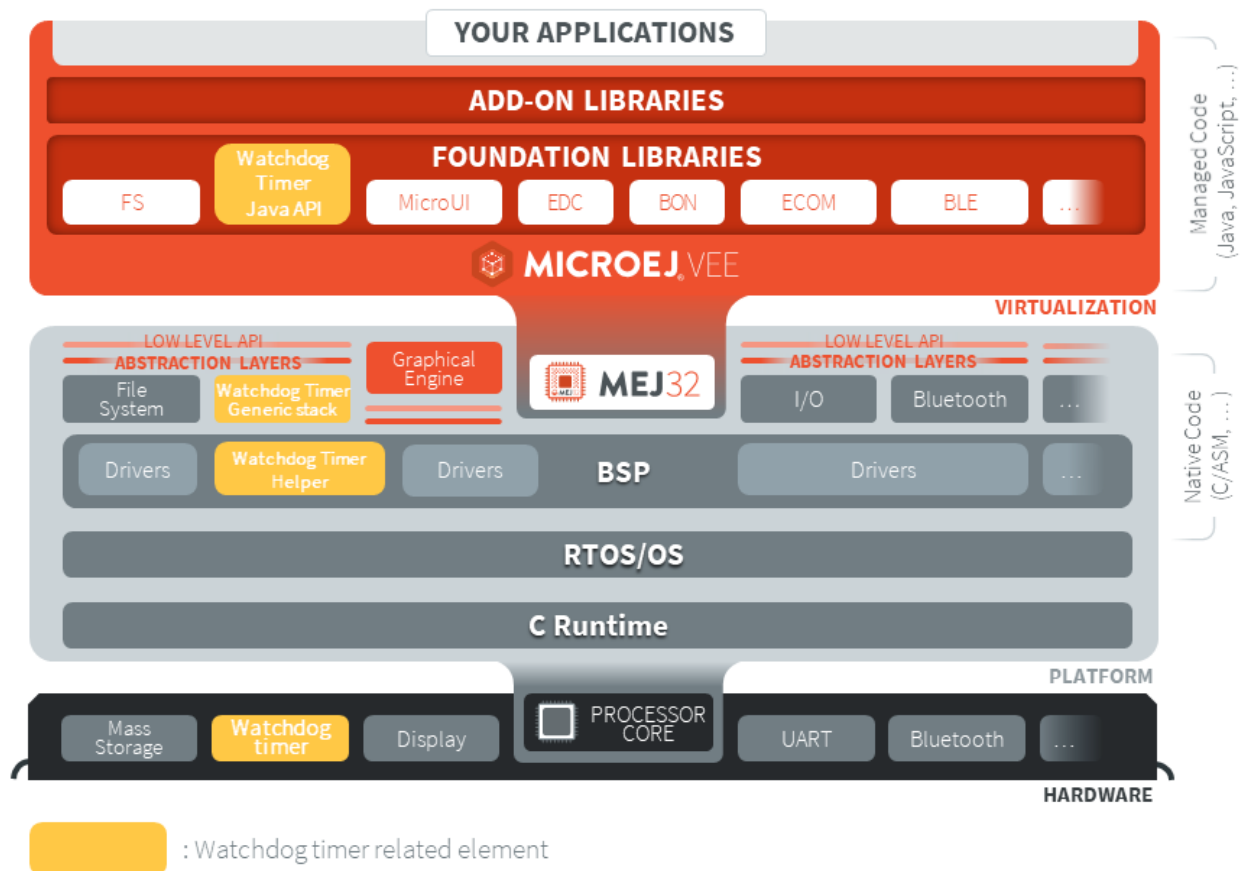 YOUR APPLICATIONS
ADD-ON LIBRARIES
FOUNDATION LIBRARIES
FS
Watchdog
Timer
Java API
MicroUI
EDC
BON
ECOM
BLE
...
MICROEJ® VEE
Managed Code
(Java, JavaScript, ...)
VIRTUALIZATION
LOW LEVEL API
ABSTRACTION LAYERS
File
System
Watchdog Timer
Generic stack
Graphical
Engine
MEJ
MEJ32
LOW LEVEL API
ABSTRACTION LAYERS
I/O
Bluetooth
...
Drivers
Watchdog Timer
Helper
Drivers
BSP
Drivers
...
Native Code
(C/ASM, ...)
RTOS/OS
C Runtime
PLATFORM
Mass
Storage
Watchdog
timer
Display
PROCESSOR
CORE
UART
Bluetooth
...
HARDWARE
: Watchdog timer related element